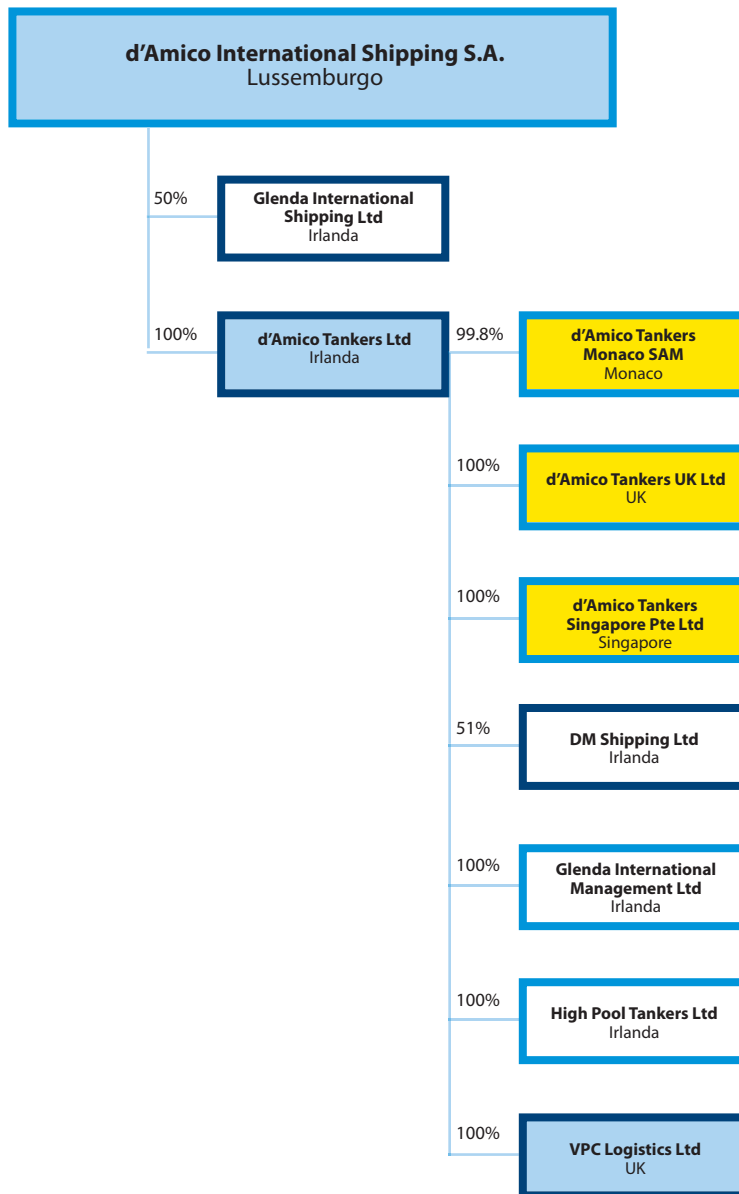 d’Amico International Shipping S.A.
Lussemburgo
50%
Glenda International
Shipping Ltd
Irlanda
100%
d’Amico Tankers Ltd
Irlanda
99.8%
d’Amico Tankers
Monaco SAM
Monaco
100%
d’Amico Tankers UK Ltd
UK
100%
d’Amico Tankers
Singapore Pte Ltd
Singapore
51%
DM Shipping Ltd
Irlanda
100%
Glenda International
Management Ltd
Irlanda
100%
High Pool Tankers Ltd
Irlanda
100%
VPC Logistics Ltd
UK